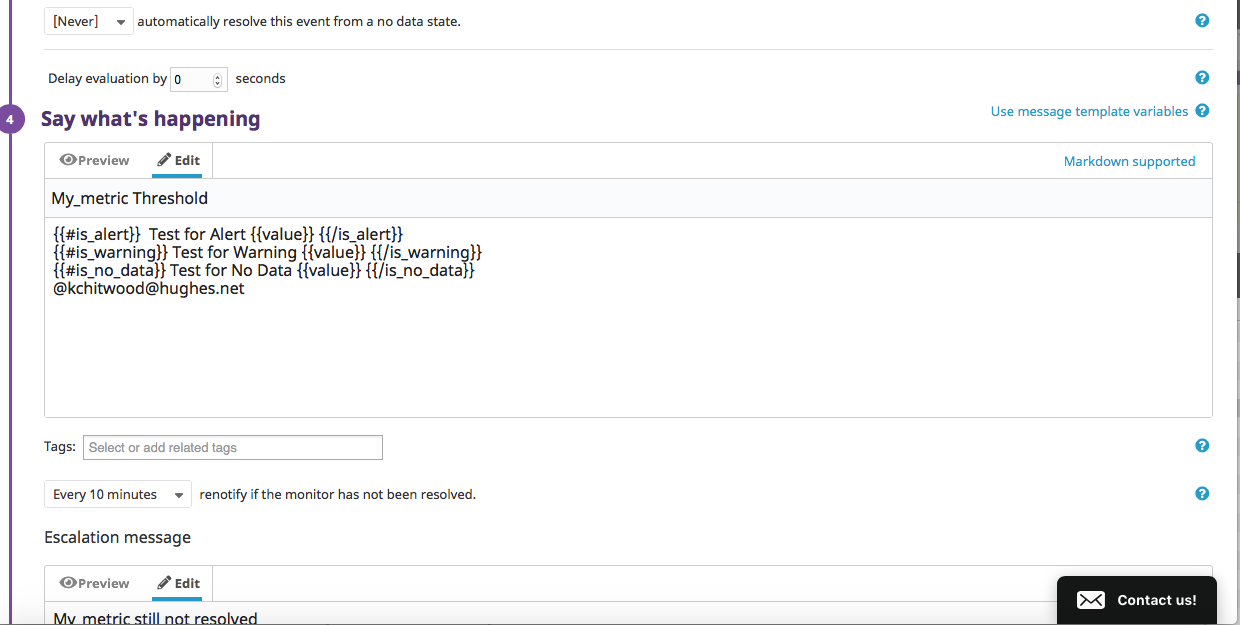 [Never] automatically resolve this event from a no data state.
Delay evaluation by 0 seconds
4 Say what's happening
Use message template variables
Preview Edit Markdown supported
My_metric Threshold
{{#is_alert}}  Test for Alert {{value}} {{/is_alert}}
{{#is_warning}} Test for Warning {{value}} {{/is_warning}}
{{#is_no_data}} Test for No Data {{value}} {{/is_no_data}}
@kchitwood@hughes.net
Tags: Select or add related tags
Every 10 minutes renotify if the monitor has not been resolved.
Escalation message
Preview Edit
Contact us!
My_metric still not resolved